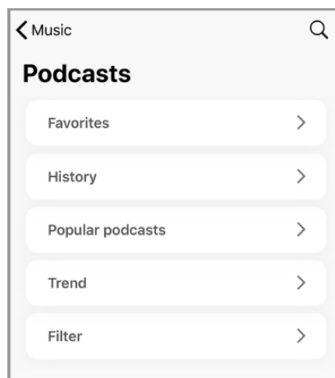 Music
Podcasts
Favorites
History
Popular podcasts
Trend
Filter